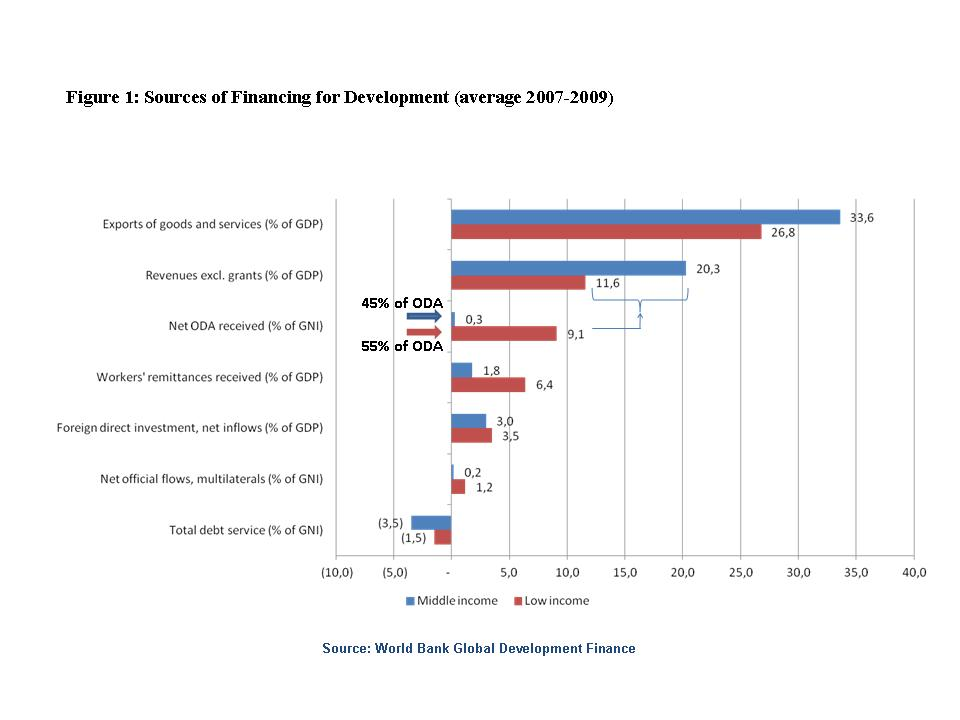 Figure 1: Sources of Financing for Development (average 2007-2009)
Exports of goods and services (% of GDP)
33,6
26,8
Revenues excl. grants (% of GDP)
20,3
11,6
45% of ODA
Net ODA received (% of GNI)
0,3
9,1
55% of ODA
Workers' remittances received (% of GDP)
1,8
6,4
Foreign direct investment, net inflows (% of GDP)
3,0
3,5
Net official flows, multilaterals (% of GNI)
0,2
1,2
Total debt service (% of GNI)
(3,5)
(1,5)
(10,0) (5,0) - 5,0 10,0 15,0 20,0 25,0 30,0 35,0 40,0
Middle income Low income
Source: World Bank Global Development Finance